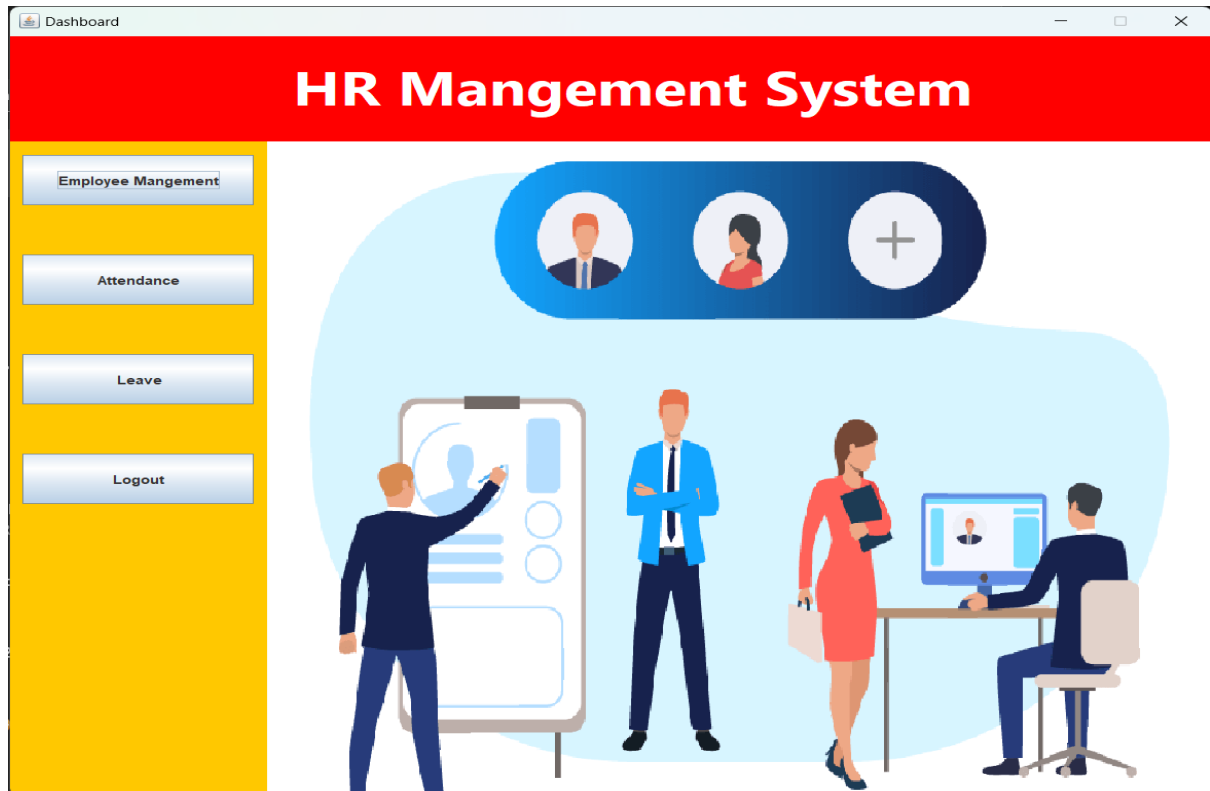 Dashboard
HR Mangement System
Employee Mangement
Attendance
Leave
Logout